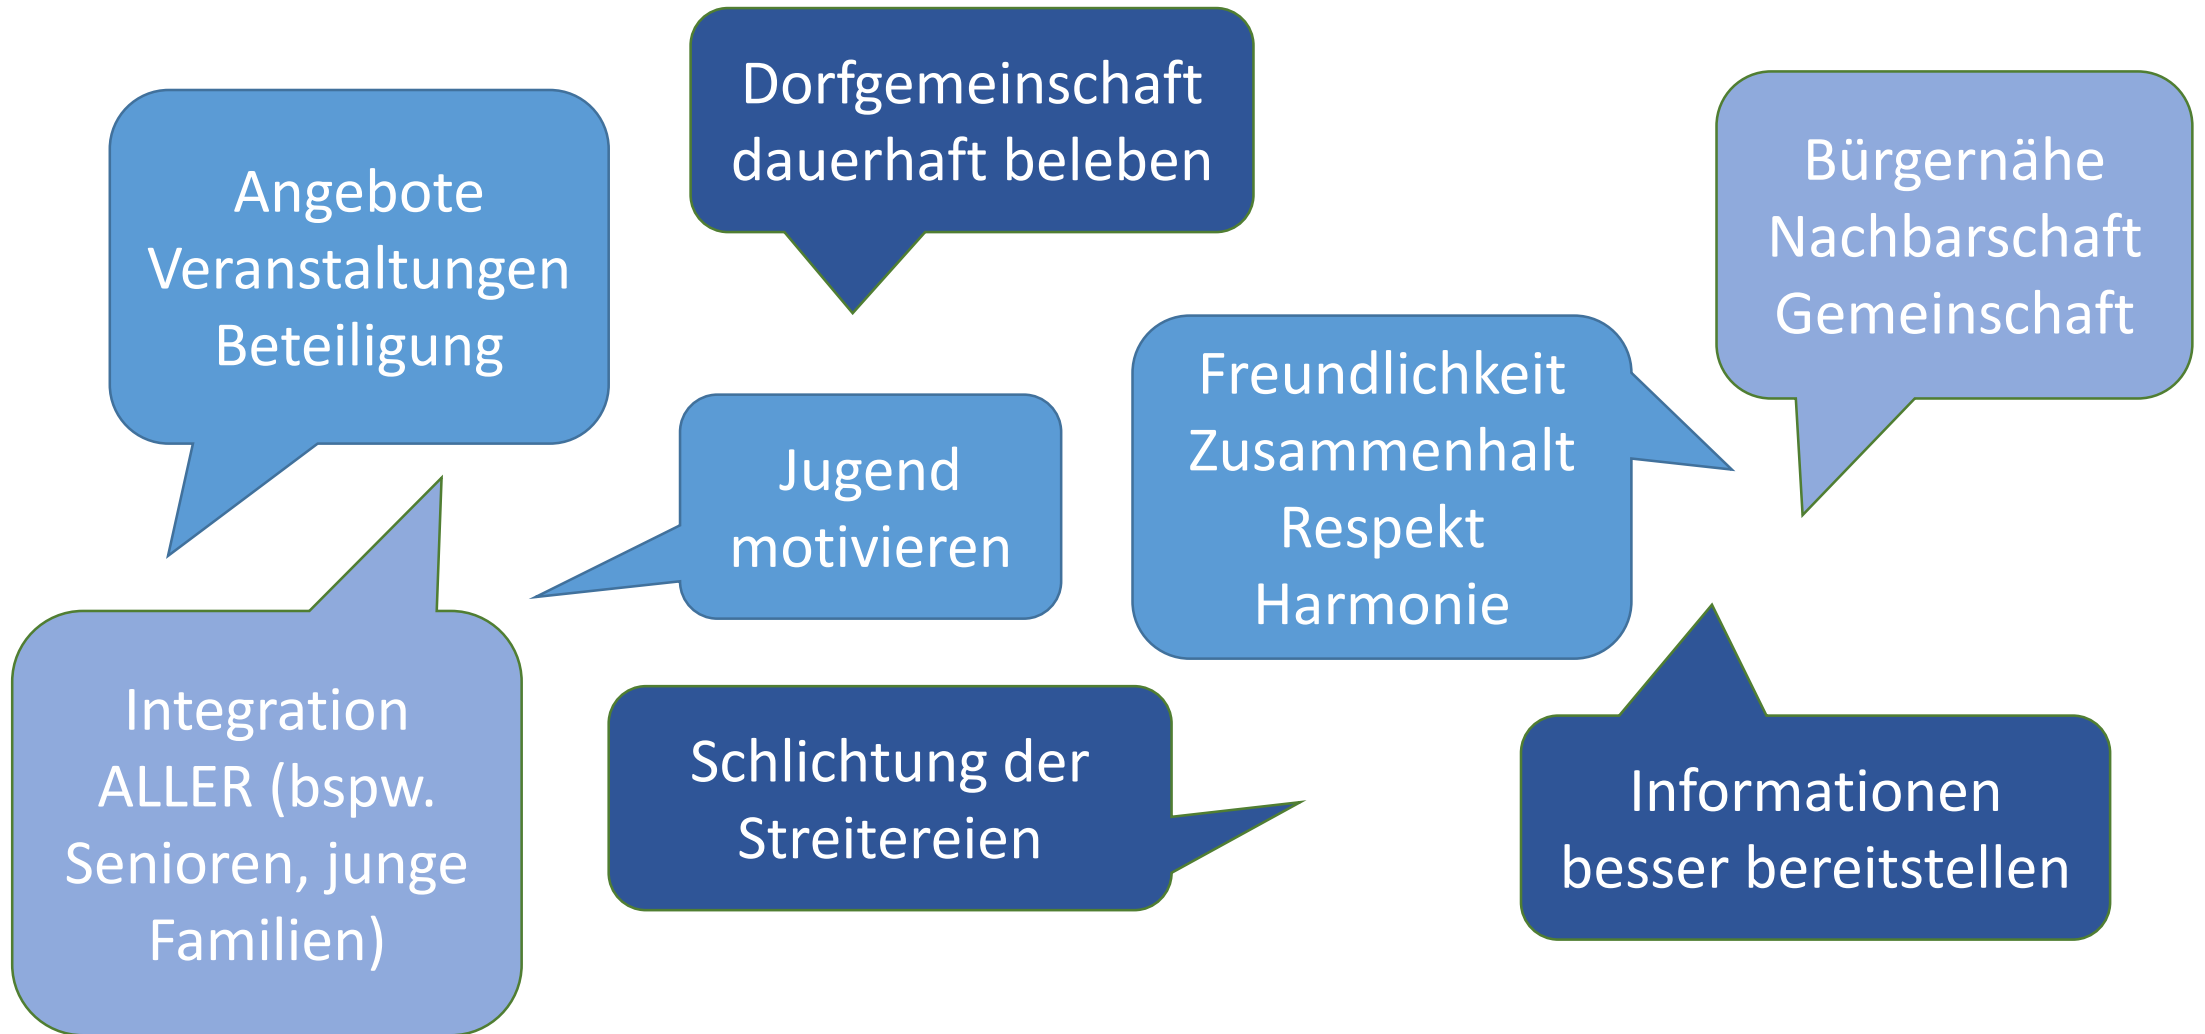 Dorfgemeinschaft
dauerhaft beleben
Angebote
Veranstaltungen
Beteiligung
Bürgernähe
Nachbarschaft
Gemeinschaft
Freundlichkeit
Zusammenhalt
Respekt
Harmonie
Jugend
motivieren
Integration
ALLER (bspw.
Senioren, junge
Familien)
Schlichtung der
Streitereien
Informationen
besser bereitstellen